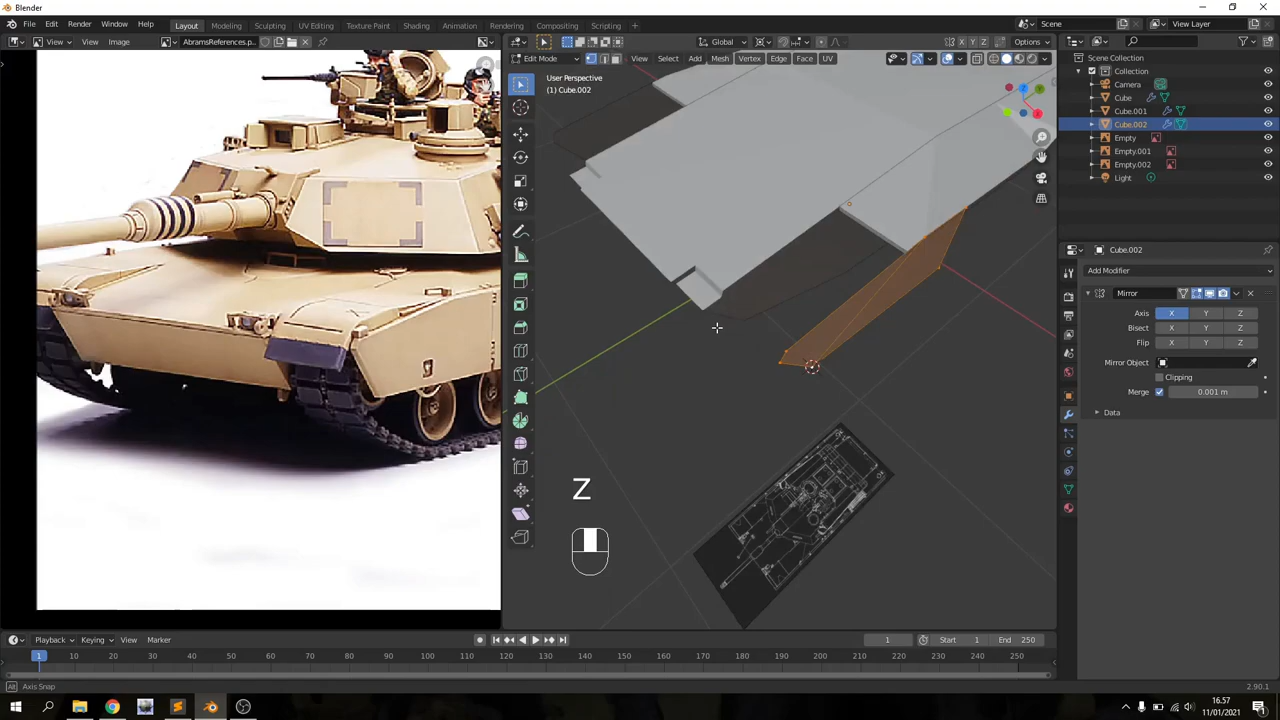 Blender
File Edit Render Window Help Layout Modeling Sculpting UV Editing Texture Paint Shading Animation Rendering Compositing Scripting + Scene View Layer
View View Image AbramsReferences.p... Global X Y Z Options
Edit Mode View Select Add Mesh Vertex Edge Face UV
User Perspective
(1) Cube.002
Scene Collection
Collection
Camera
Cube
Cube.001
Cube.002
Empty
Empty.001
Empty.002
Light
Cube.002
Add Modifier
Mirror
Axis X Y Z
Bisect X Y Z
Flip X Y Z
Mirror Object
Clipping
Merge 0.001 m
Data
Z
Playback Keying View Marker 1 Start 1 End 250
1 10 20 30 40 50 60 70 80 90 100 110 120 130 140 150 160 170 180 190 200 210 220 230 240 250
Alt Axis Snap 2.90.1
16.57
11/01/2021